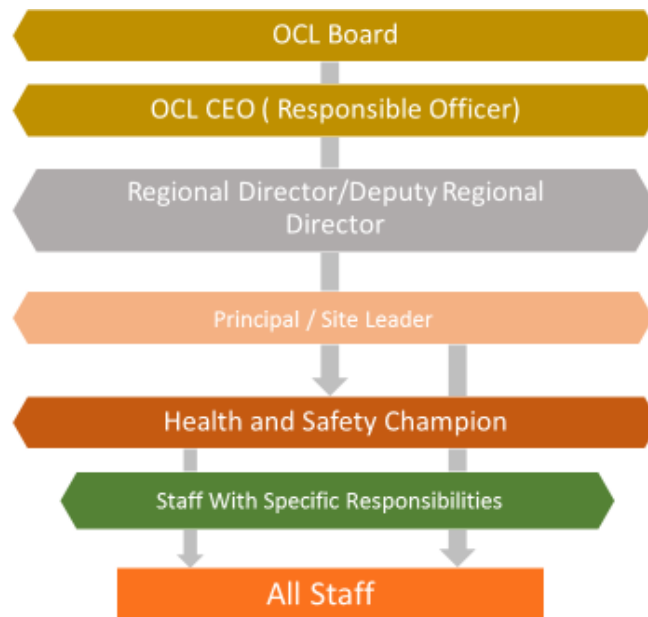 OCL Board
OCL CEO ( Responsible Officer)
Regional Director/Deputy Regional
Director
Principal / Site Leader
Health and Safety Champion
Staff With Specific Responsibilities
All Staff